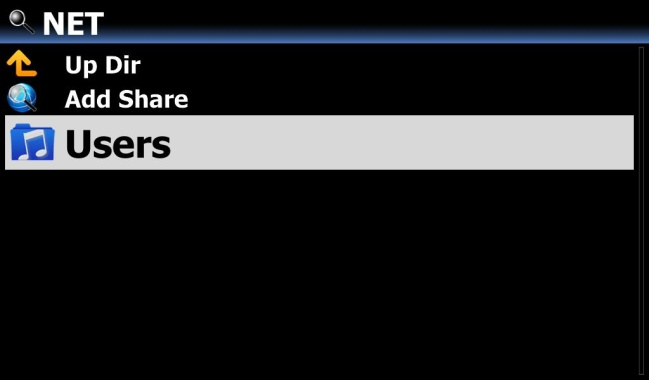 NET
Up Dir
Add Share
Users